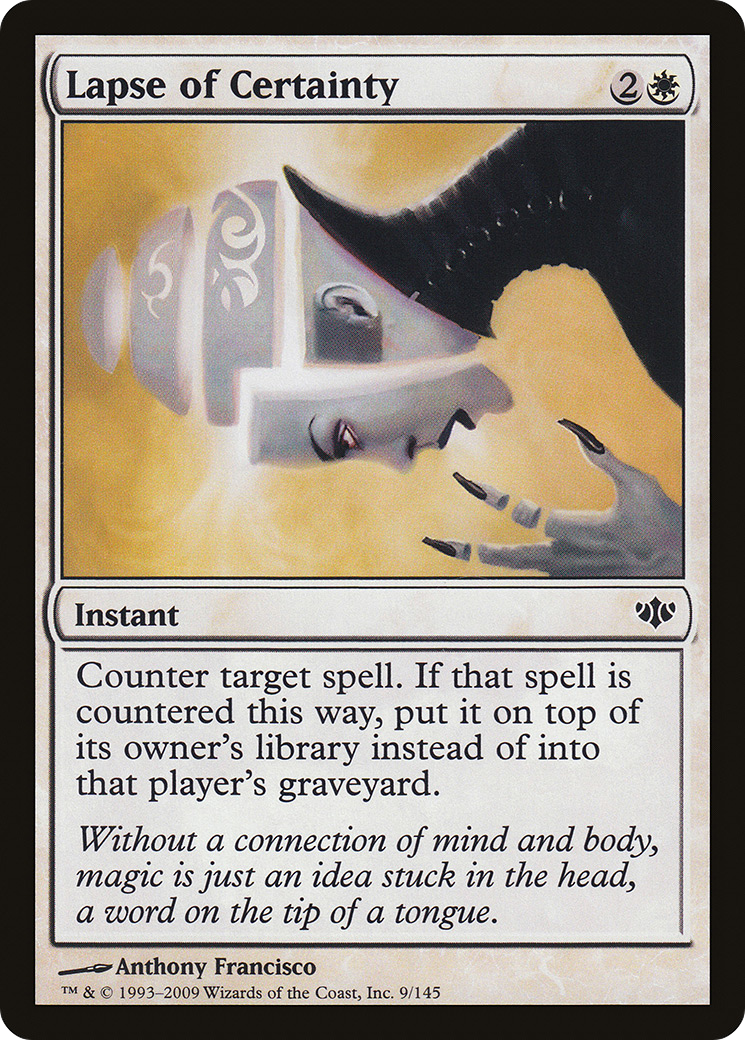 Lapse of Certainty 2
Instant
Counter target spell. If that spell is
countered this way, put it on top of
its owner's library instead of into
that player's graveyard.
Without a connection of mind and body,
magic is just an idea stuck in the head,
a word on the tip of a tongue.
Anthony Francisco
™ & © 1993–2009 Wizards of the Coast, Inc. 9/145